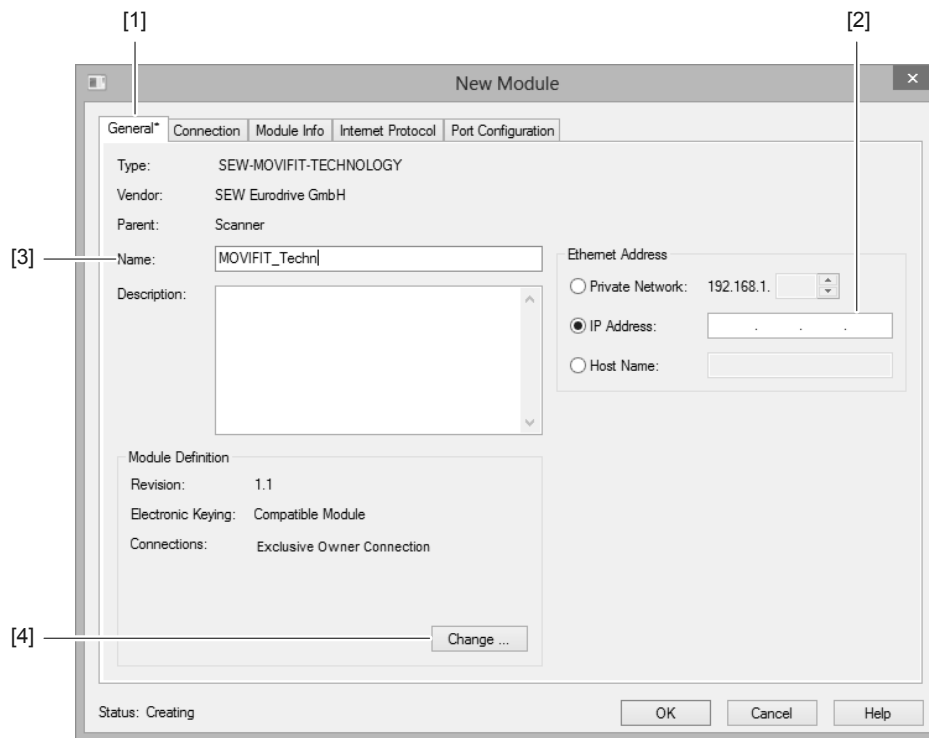 [1] [2]
New Module ×
General* Connection Module Info Internet Protocol Port Configuration
Type: SEW-MOVIFIT-TECHNOLOGY
Vendor: SEW Eurodrive GmbH
Parent: Scanner
[3] Name: MOVIFIT_Techn
Description:
Ethernet Address
Private Network: 192.168.1.
IP Address: . . .
Host Name:
Module Definition
Revision: 1.1
Electronic Keying: Compatible Module
Connections: Exclusive Owner Connection
[4] Change ...
Status: Creating OK Cancel Help